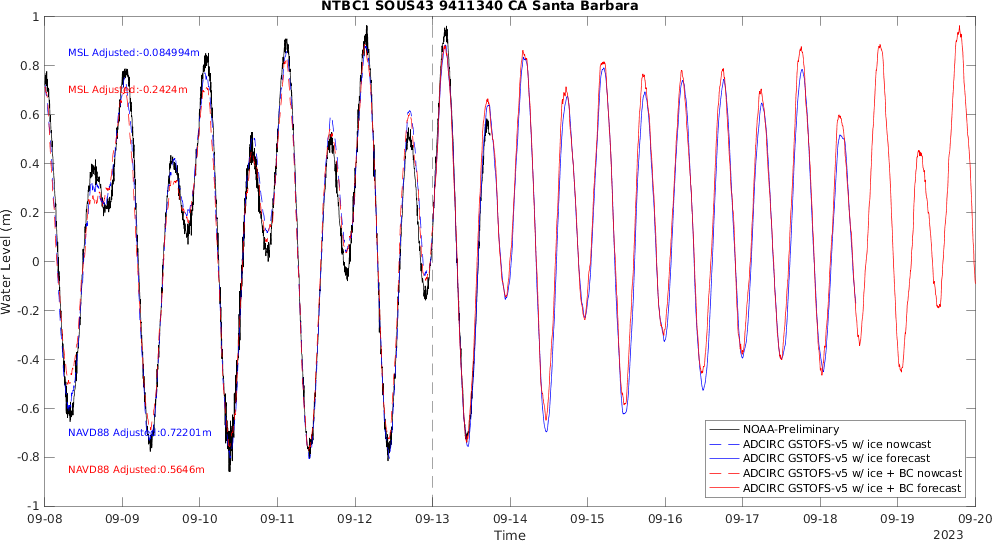 NTBC1 SOUS43 9411340 CA Santa Barbara
MSL Adjusted:-0.084994m
MSL Adjusted:-0.2424m
NAVD88 Adjusted:0.72201m
NAVD88 Adjusted:0.5646m
Water Level (m)
1
0.8
0.6
0.4
0.2
0
-0.2
-0.4
-0.6
-0.8
-1
NOAA-Preliminary
ADCIRC GSTOFS-v5 w/ ice nowcast
ADCIRC GSTOFS-v5 w/ ice forecast
ADCIRC GSTOFS-v5 w/ ice + BC nowcast
ADCIRC GSTOFS-v5 w/ ice + BC forecast
09-08 09-09 09-10 09-11 09-12 09-13 09-14 09-15 09-16 09-17 09-18 09-19 09-20
Time
2023